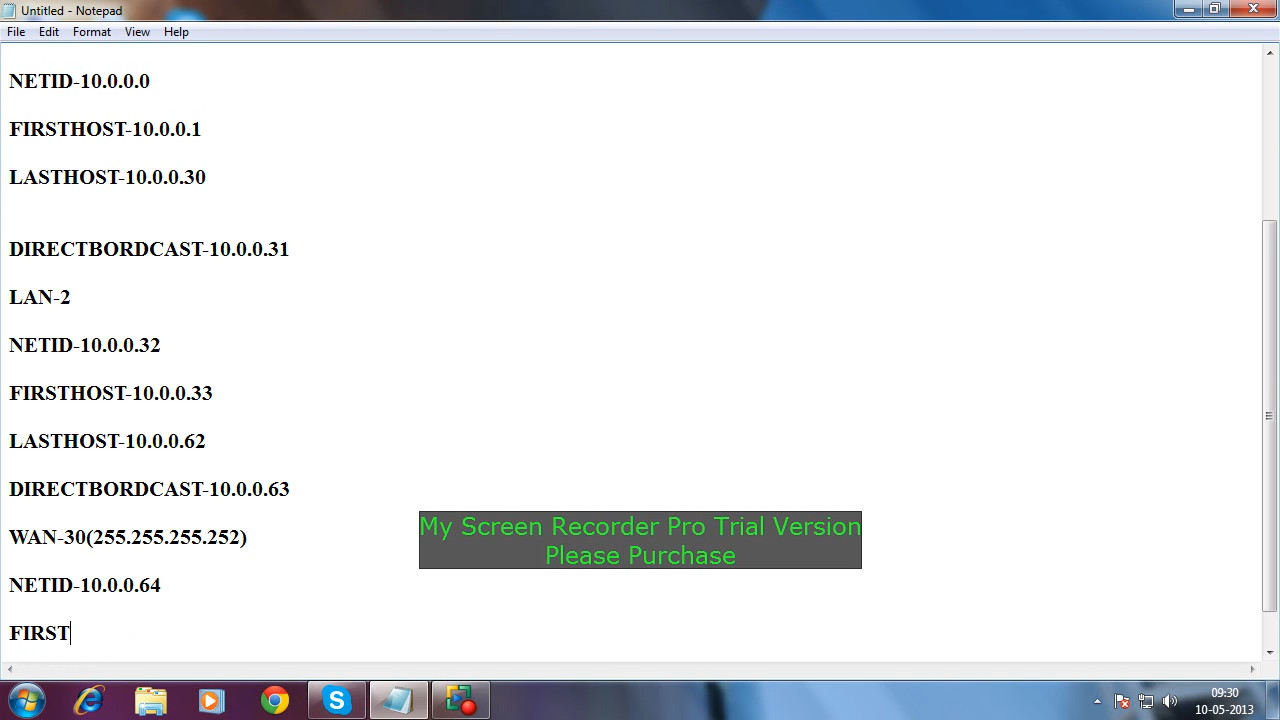 Untitled - Notepad
File Edit Format View Help
NETID-10.0.0.0
FIRSTHOST-10.0.0.1
LASTHOST-10.0.0.30
DIRECTBORDCAST-10.0.0.31
LAN-2
NETID-10.0.0.32
FIRSTHOST-10.0.0.33
LASTHOST-10.0.0.62
DIRECTBORDCAST-10.0.0.63
WAN-30(255.255.255.252)
NETID-10.0.0.64
FIRST
My Screen Recorder Pro Trial Version
Please Purchase
09:30
10-05-2013